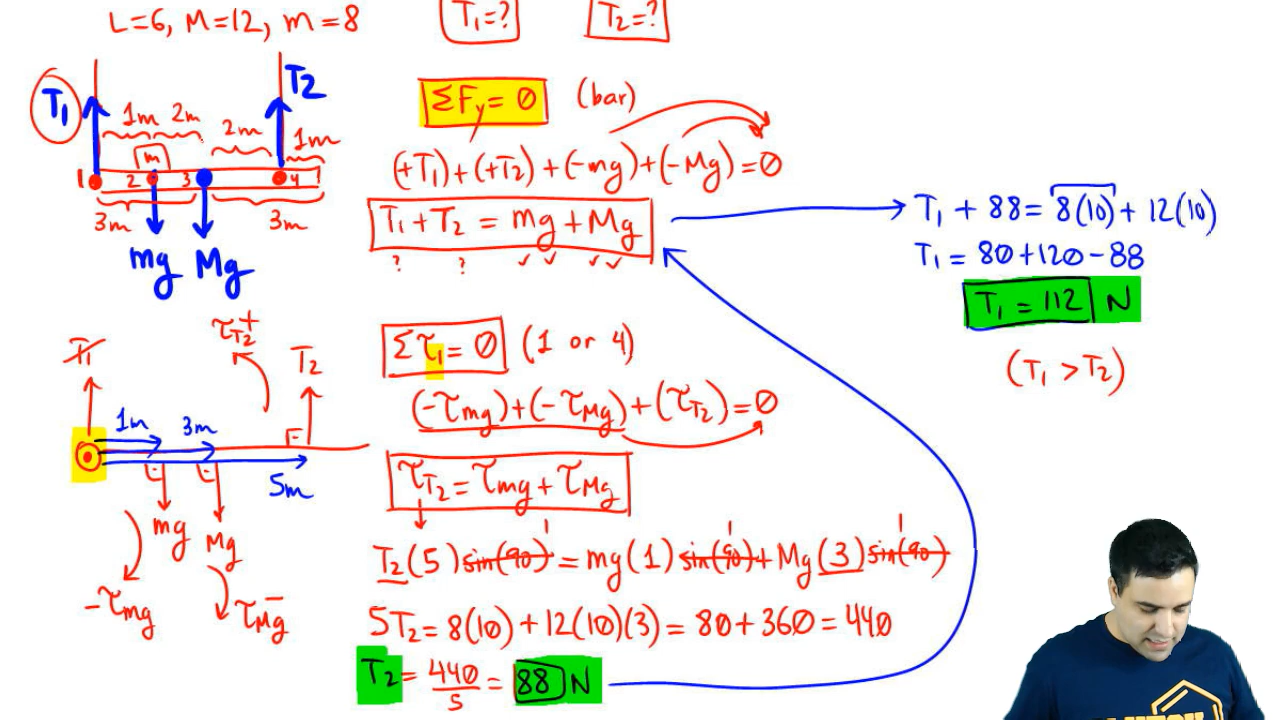 L=6, M=12, m=8
T₁=?
T₂=?
T₁
T₂
1m 2m
2m
1m
m
1 2 3 4
3m 3m
mg Mg
ΣFy = 0 (bar)
(+T₁)+(+T₂)+(-mg)+(-Mg)=0
T₁+T₂ = mg+Mg
? ? ✓✓ ✓✓
T₁ + 88 = 8(10) + 12(10)
T₁ = 80+120-88
T₁ = 112 N
(T₁ > T₂)
τT₂+
T₁
T₂
1m 3m
5m
mg Mg
-τmg
τMg-
Στ₁ = 0 (1 or 4)
(-τmg)+(-τMg)+(τT₂)=0
τT₂ = τmg + τMg
1 1 1
T₂(5) sin(90) = mg(1) sin(90) + Mg(3) sin(90)
5T₂ = 8(10) + 12(10)(3) = 80+360 = 440
T₂ = 440/5 = 88 N